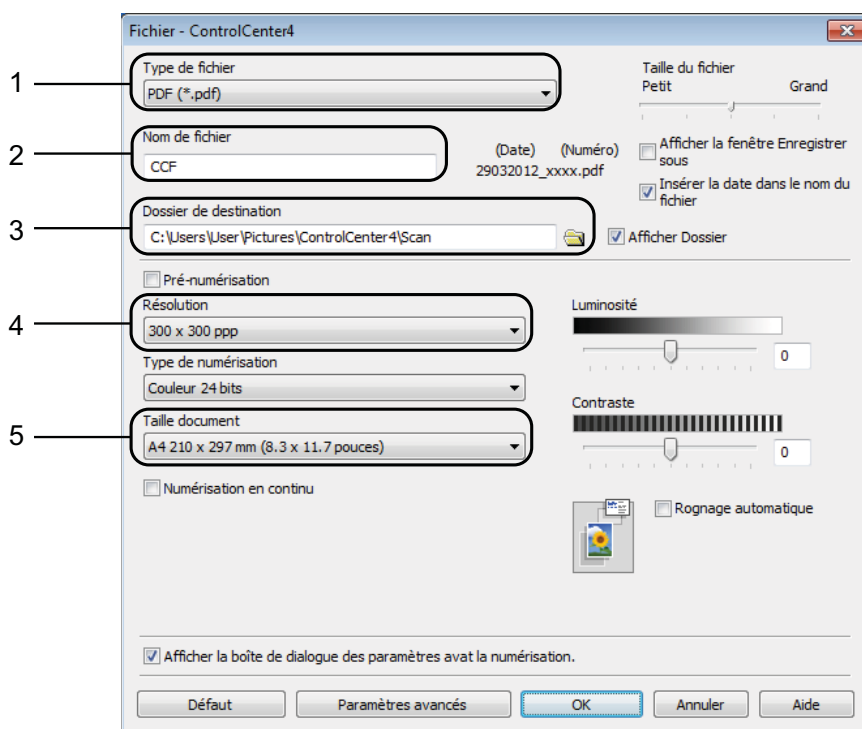 Fichier - ControlCenter4
1
Type de fichier
PDF (*.pdf)
Taille du fichier
Petit Grand
2
Nom de fichier
CCF
(Date) (Numéro)
29032012_xxxx.pdf
Afficher la fenêtre Enregistrer
sous
Insérer la date dans le nom du
fichier
3
Dossier de destination
C:\Users\User\Pictures\ControlCenter4\Scan
Afficher Dossier
Pré-numérisation
4
Résolution
300 x 300 ppp
Luminosité
0
Type de numérisation
Couleur 24 bits
5
Taille document
A4 210 x 297 mm (8.3 x 11.7 pouces)
Contraste
0
Numérisation en continu
Rognage automatique
Afficher la boîte de dialogue des paramètres avat la numérisation.
Défaut Paramètres avancés OK Annuler Aide